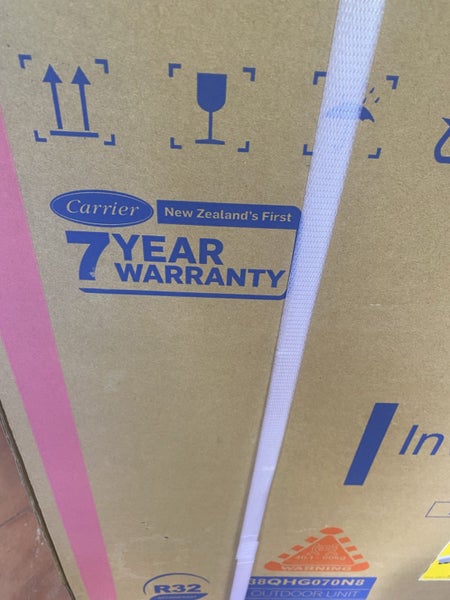 Carrier
New Zealand's First
7 YEAR
WARRANTY
In
WARNING
38QHG070N8
R32
OUTDOOR UNIT